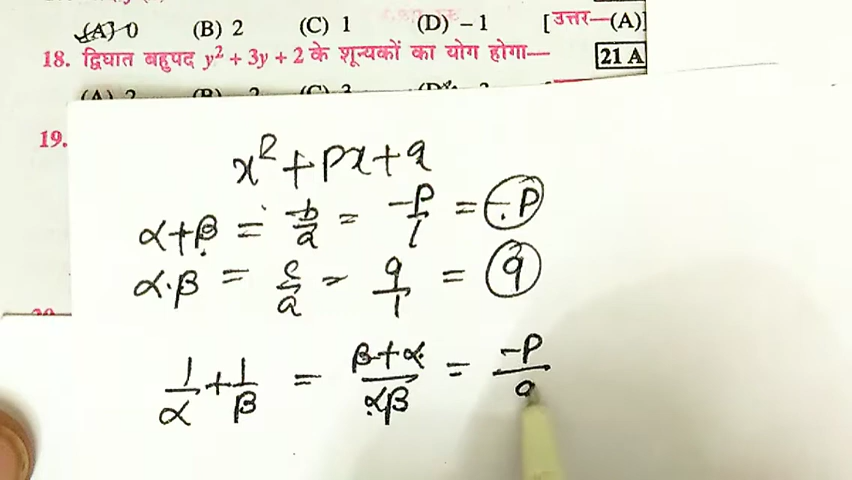 (A) 0 (B) 2 (C) 1 (D) – 1 [उत्तर—(A)]
18. द्विघात बहुपद y² + 3y + 2 के शून्यकों का योग होगा— 21 A
19.
x² + px + q
α+β = -b/a = -p/1 = -p
α·β = c/a = q/1 = q
1/α + 1/β = β+α/αβ = -p/q